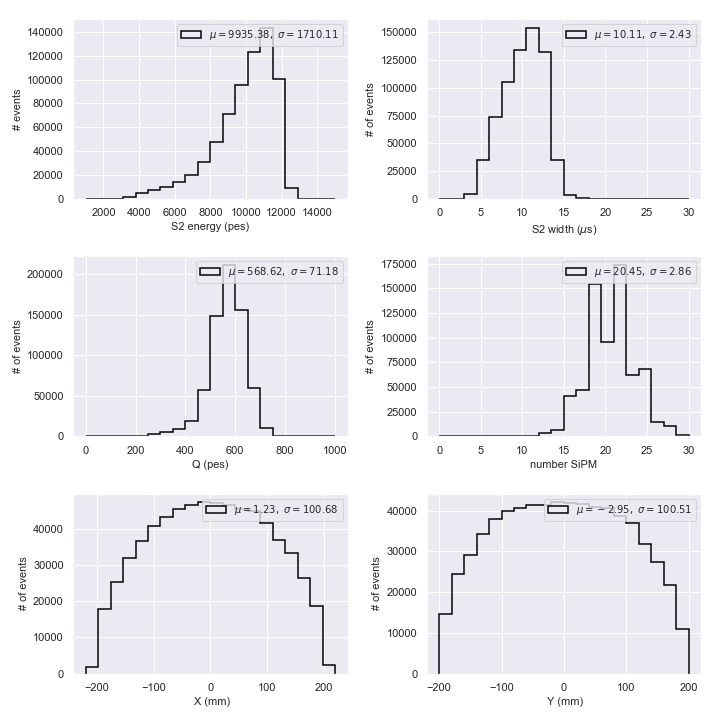 140000
120000
100000
80000
60000
40000
20000
0
# events
μ = 9935.38, σ = 1710.11
2000 4000 6000 8000 10000 12000 14000
S2 energy (pes)
150000
125000
100000
75000
50000
25000
0
# of events
μ = 10.11, σ = 2.43
0 5 10 15 20 25 30
S2 width (μs)
200000
150000
100000
50000
0
# of events
μ = 568.62, σ = 71.18
0 200 400 600 800 1000
Q (pes)
175000
150000
125000
100000
75000
50000
25000
0
# of events
μ = 20.45, σ = 2.86
0 5 10 15 20 25 30
number SiPM
40000
30000
20000
10000
0
# of events
μ = 1.23, σ = 100.68
−200 −100 0 100 200
X (mm)
40000
30000
20000
10000
0
# of events
μ = −2.95, σ = 100.51
−200 −100 0 100 200
Y (mm)